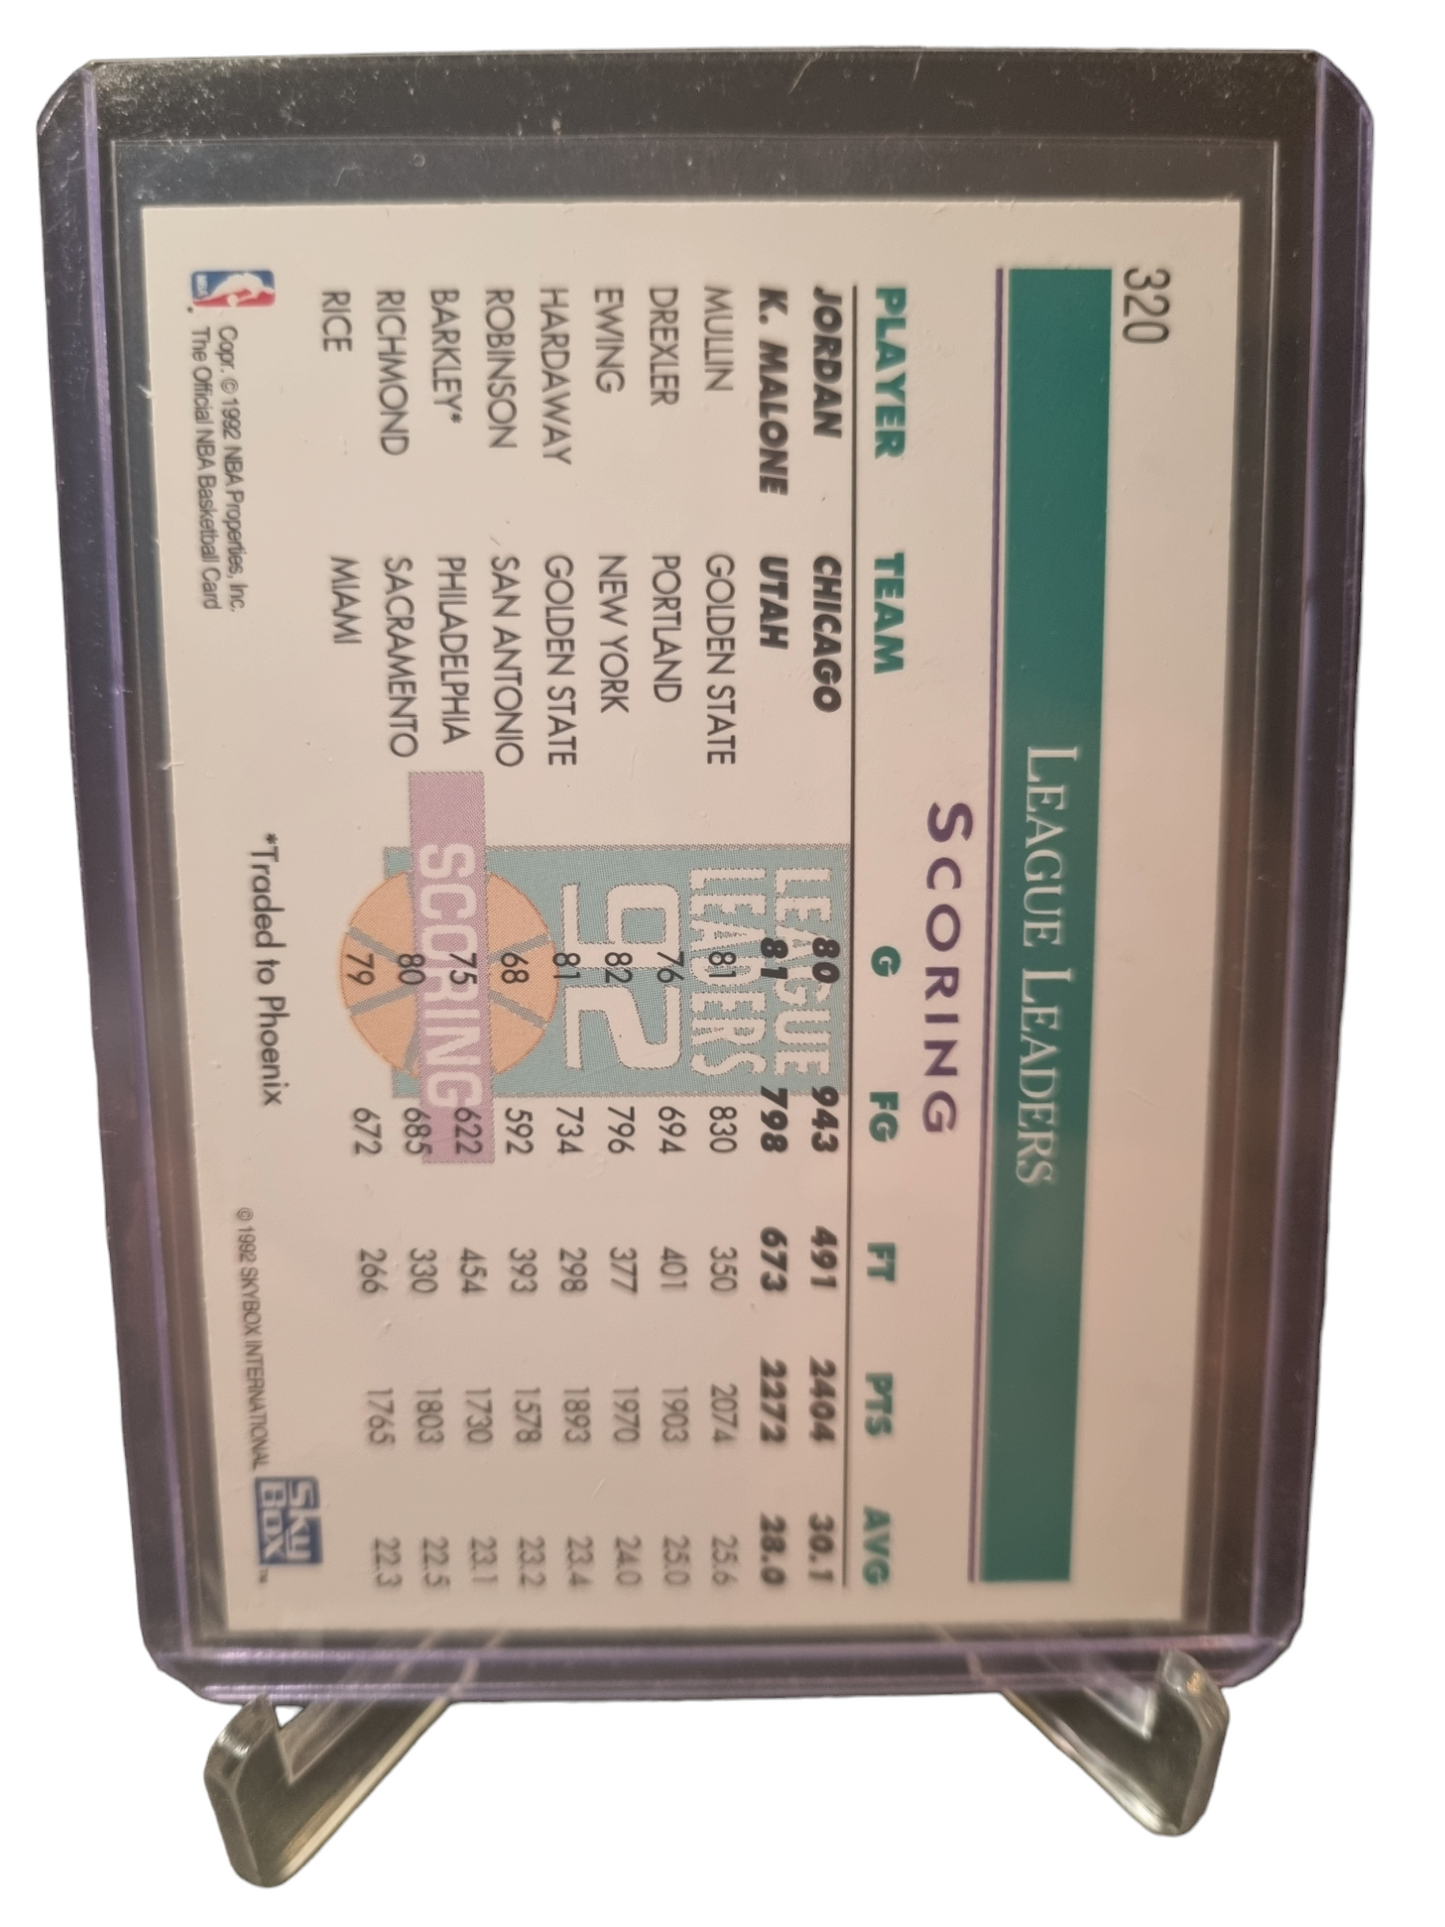 320
LEAGUE LEADERS
SCORING
PLAYER TEAM G FG FT PTS AVG
JORDAN CHICAGO 80 943 491 2404 30.1
K. MALONE UTAH 81 798 673 2272 28.0
MULLIN GOLDEN STATE 81 830 350 2074 25.6
DREXLER PORTLAND 76 694 401 1903 25.0
EWING NEW YORK 82 796 377 1970 24.0
HARDAWAY GOLDEN STATE 81 734 298 1893 23.4
ROBINSON SAN ANTONIO 68 592 393 1578 23.2
BARKLEY* PHILADELPHIA 75 622 454 1730 23.1
RICHMOND SACRAMENTO 80 685 330 1803 22.5
RICE MIAMI 79 672 266 1765 22.3
LEAGUE
LEADERS
92
SCORING
*Traded to Phoenix
NBA
Copr. © 1992 NBA Properties, Inc.
The Official NBA Basketball Card
© 1992 SKYBOX INTERNATIONAL
SKY
BOX™